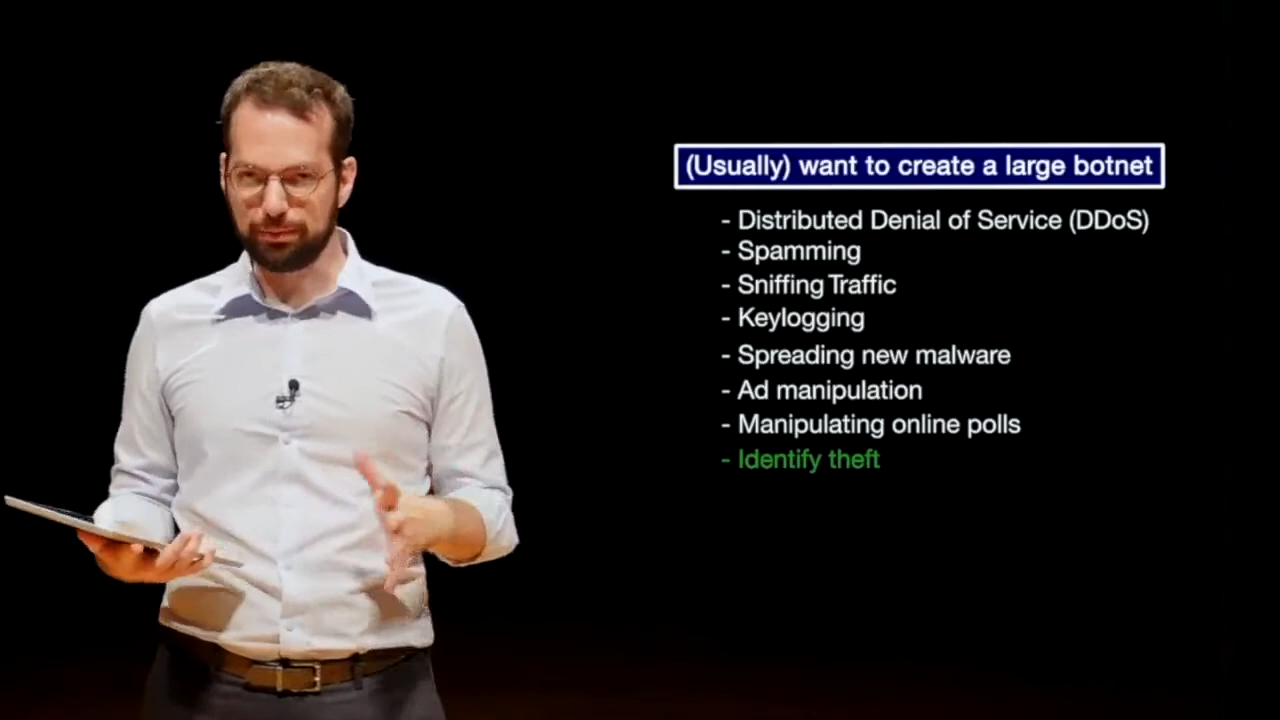 (Usually) want to create a large botnet
- Distributed Denial of Service (DDoS)
- Spamming
- Sniffing Traffic
- Keylogging
- Spreading new malware
- Ad manipulation
- Manipulating online polls
- Identify theft